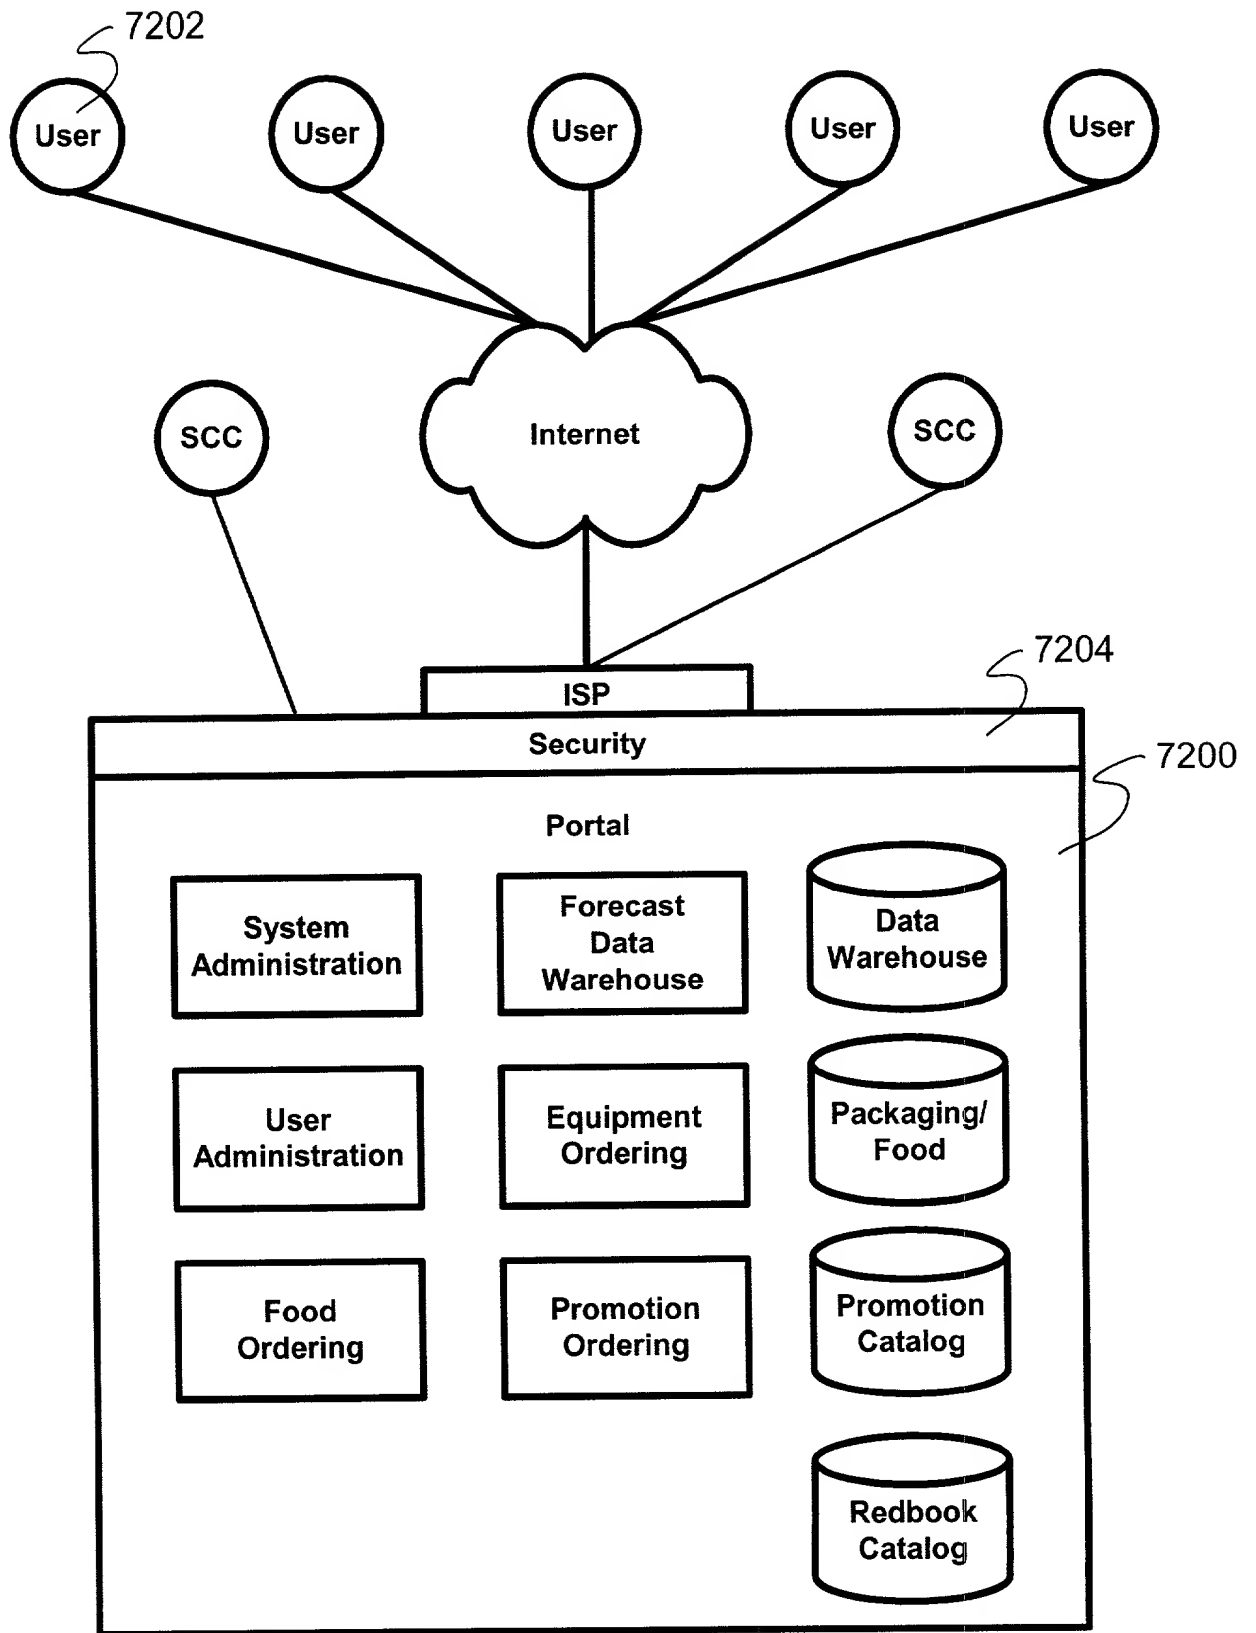 7202
User
User
User
User
User
SCC
Internet
SCC
7204
ISP
Security
7200
Portal
System
Administration
Forecast
Data
Warehouse
Data
Warehouse
User
Administration
Equipment
Ordering
Packaging/
Food
Food
Ordering
Promotion
Ordering
Promotion
Catalog
Redbook
Catalog